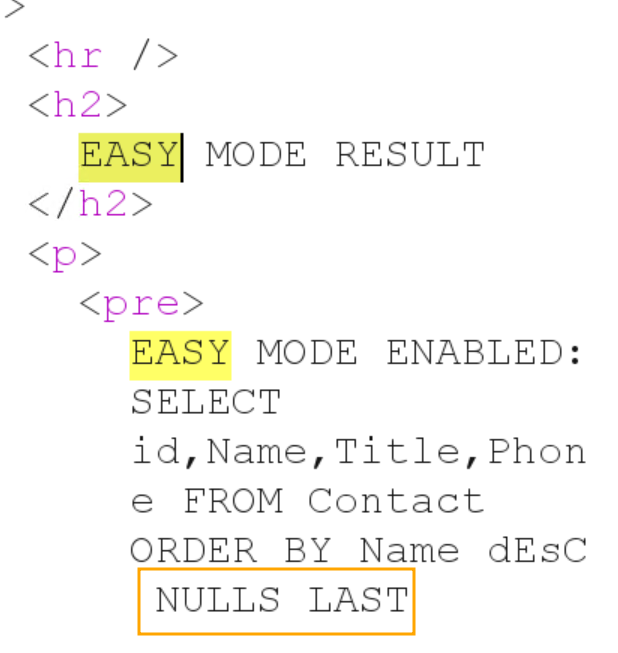 >
<hr />
<h2>
EASY MODE RESULT
</h2>
<p>
<pre>
EASY MODE ENABLED:
SELECT
id,Name,Title,Phon
e FROM Contact
ORDER BY Name dEsC
NULLS LAST